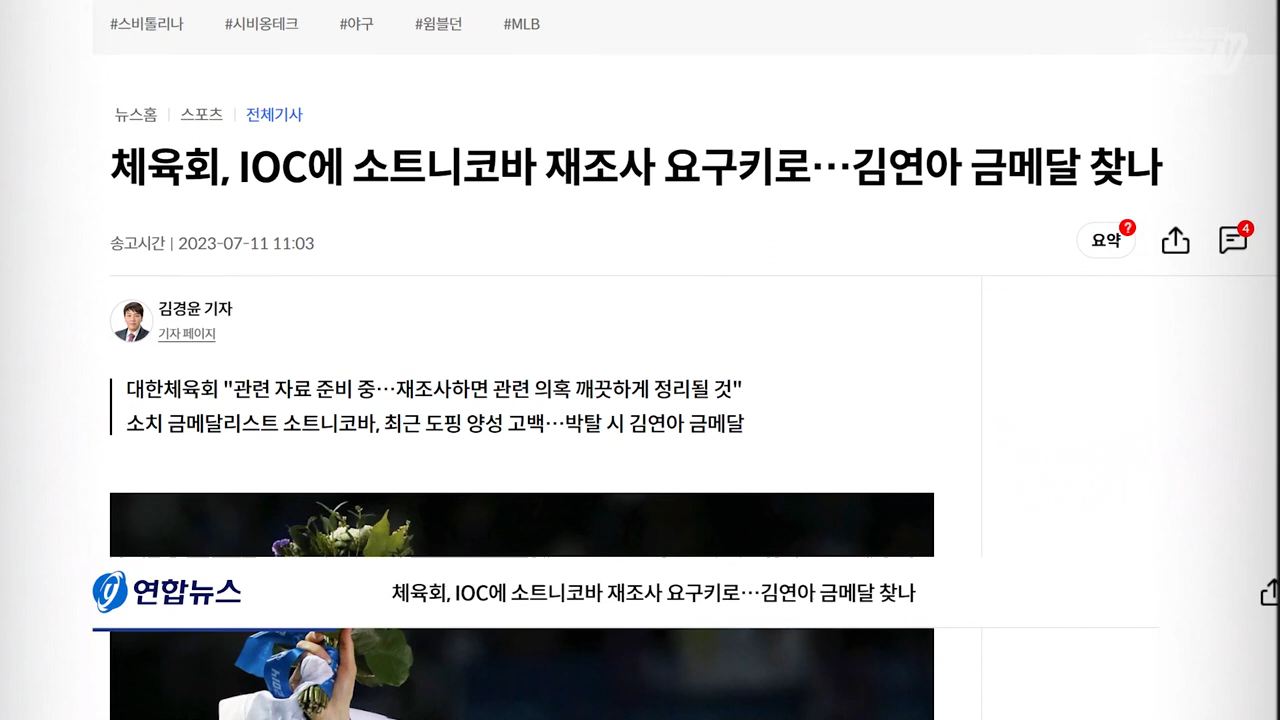 #스비톨리나 #시비옹테크 #야구 #윔블던 #MLB
뉴스홈 | 스포츠 | 전체기사
체육회, IOC에 소트니코바 재조사 요구키로…김연아 금메달 찾나
송고시간 | 2023-07-11 11:03
요약 ?
4
김경윤 기자
기자 페이지
대한체육회 "관련 자료 준비 중…재조사하면 관련 의혹 깨끗하게 정리될 것"
소치 금메달리스트 소트니코바, 최근 도핑 양성 고백…박탈 시 김연아 금메달
연합뉴스
체육회, IOC에 소트니코바 재조사 요구키로…김연아 금메달 찾나